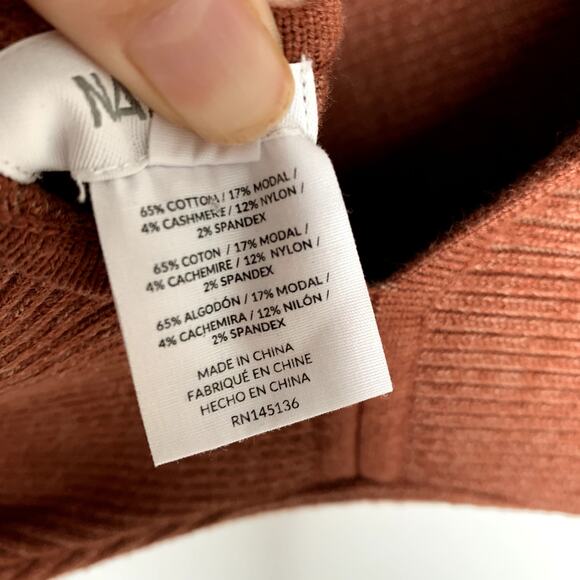 65% COTTON / 17% MODAL /
4% CASHMERE / 12% NYLON /
2% SPANDEX
65% COTON / 17% MODAL /
4% CACHEMIRE / 12% NYLON /
2% SPANDEX
65% ALGODÓN / 17% MODAL /
4% CACHEMIRA / 12% NILÓN /
2% SPANDEX
MADE IN CHINA
FABRIQUÉ EN CHINE
HECHO EN CHINA
RN145136